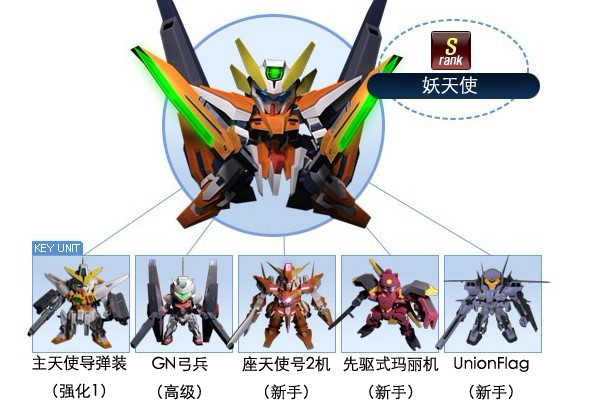 S
rank
妖天使
KEY UNIT
主天使导弹装 GN弓兵 座天使号2机 先驱式玛丽机 UnionFlag
(强化1) (高级) (新手) (新手) (新手)